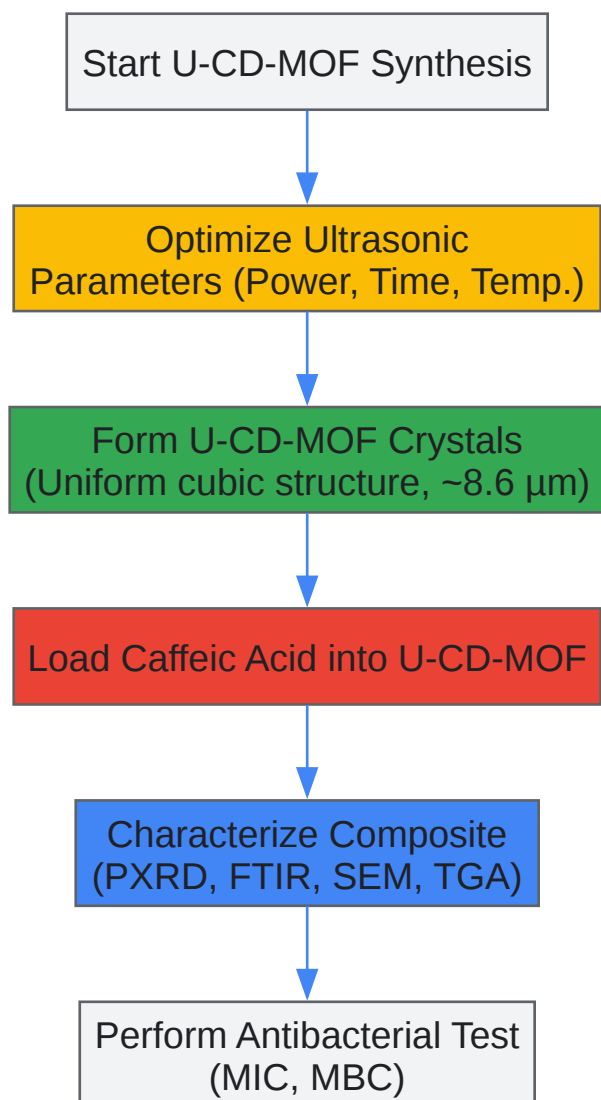 Start U-CD-MOF Synthesis
Optimize Ultrasonic
Parameters (Power, Time, Temp.)
Form U-CD-MOF Crystals
(Uniform cubic structure, ~8.6 µm)
Load Caffeic Acid into U-CD-MOF
Characterize Composite
(PXRD, FTIR, SEM, TGA)
Perform Antibacterial Test
(MIC, MBC)